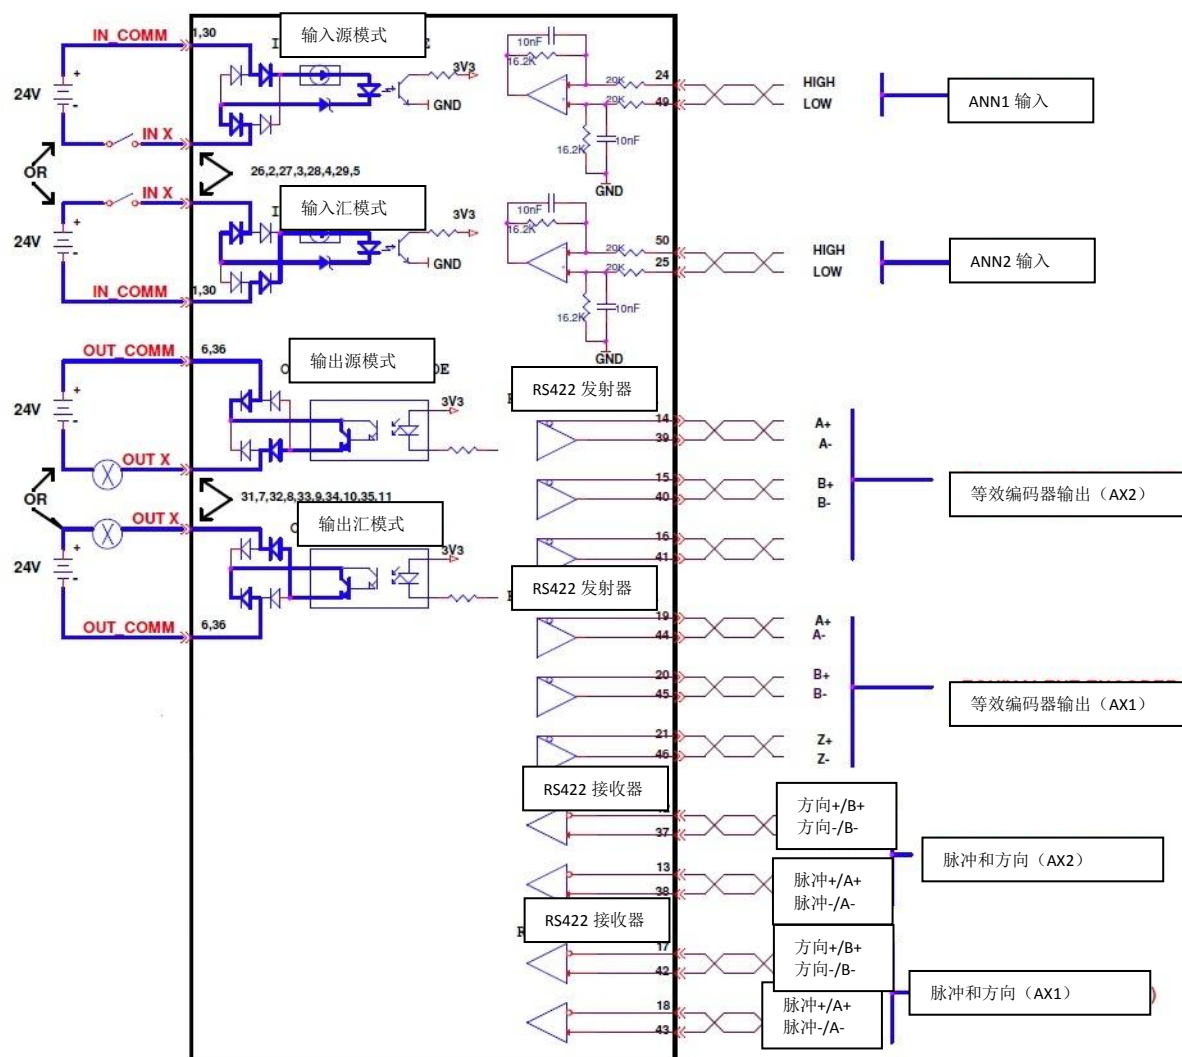 IN_COMM
1,30
输入源模式
24V
+
-
3V3
GND
IN X
OR
26,2,27,3,28,4,29,5
IN X
输入汇模式
24V
+
-
3V3
GND
IN_COMM
1,30
OUT_COMM
6,36
输出源模式
DE
24V
+
-
3V3
OUT X
OR
31,7,32,8,33,9,34,10,35,11
OUT X
输出汇模式
24V
+
-
3V3
OUT_COMM
6,36
10nF
16.2K
20K
20K
24
49
HIGH
LOW
ANN1 输入
16.2K
10nF
GND
10nF
16.2K
20K
20K
50
25
HIGH
LOW
ANN2 输入
16.2K
10nF
GND
RS422 发射器
14
39
A+
A-
15
40
B+
B-
等效编码器输出（AX2）
16
41
RS422 发射器
19
44
A+
A-
20
45
B+
B-
等效编码器输出（AX1）
21
46
Z+
Z-
RS422 接收器
37
方向+/B+
方向-/B-
13
38
脉冲+/A+
脉冲-/A-
脉冲和方向（AX2）
RS422 接收器
17
42
方向+/B+
方向-/B-
18
43
脉冲+/A+
脉冲-/A-
脉冲和方向（AX1）